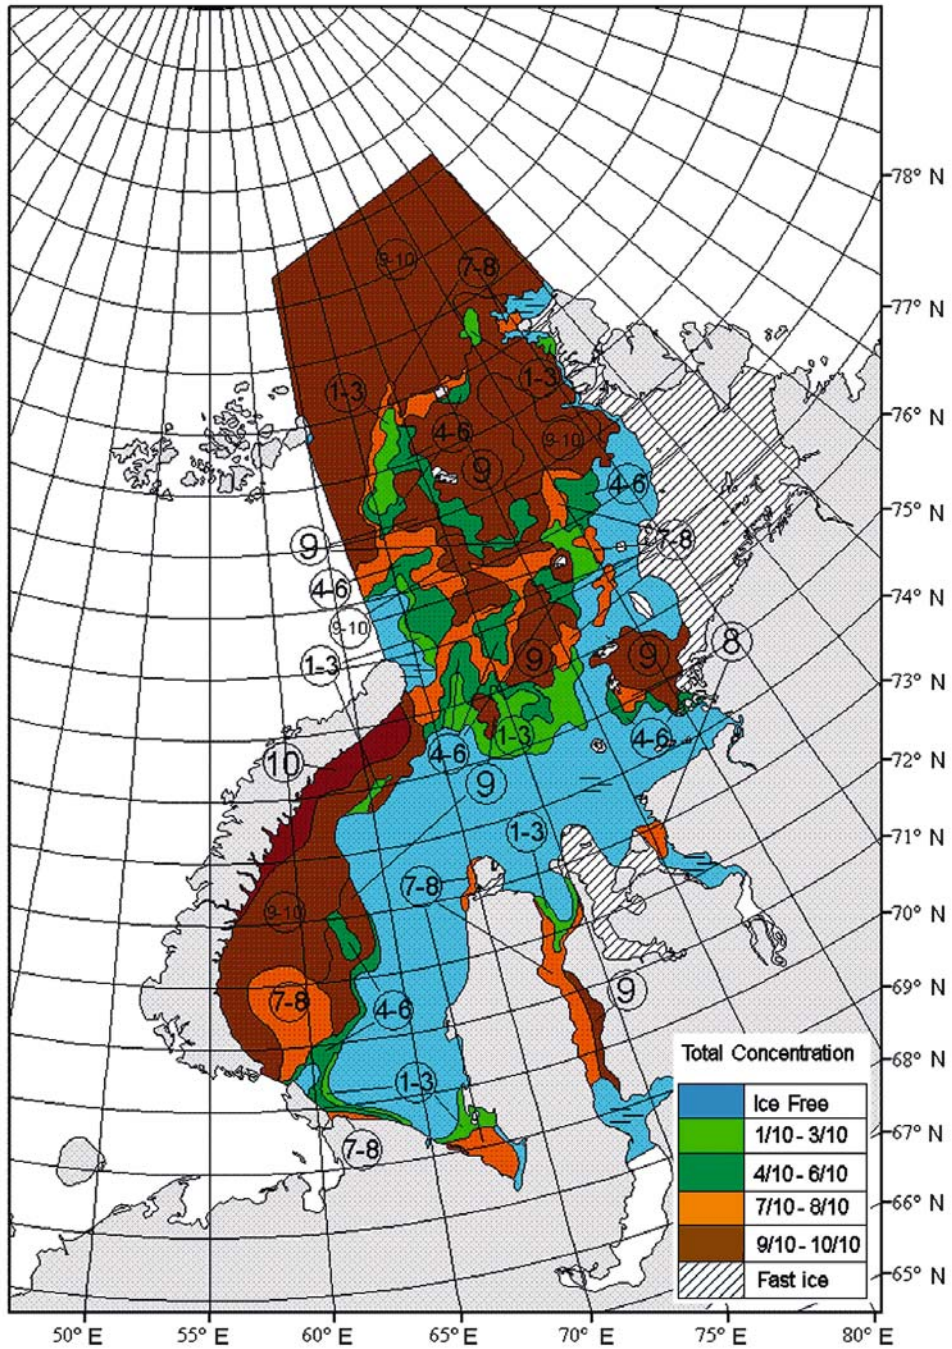 78° N
77° N
76° N
75° N
74° N
73° N
72° N
71° N
70° N
69° N
68° N
67° N
66° N
65° N
9-10
7-8
1-3
1-3
4-6
9-10
9
4-6
9
7-8
4-6
9-10
8
1-3
9
9
10
4-6
1-3
4-6
9
1-3
7-8
9-10
9
7-8
4-6
1-3
7-8
Total Concentration
Ice Free
1/10 - 3/10
4/10 - 6/10
7/10 - 8/10
9/10 - 10/10
Fast ice
50° E 55° E 60° E 65° E 70° E 75° E 80° E